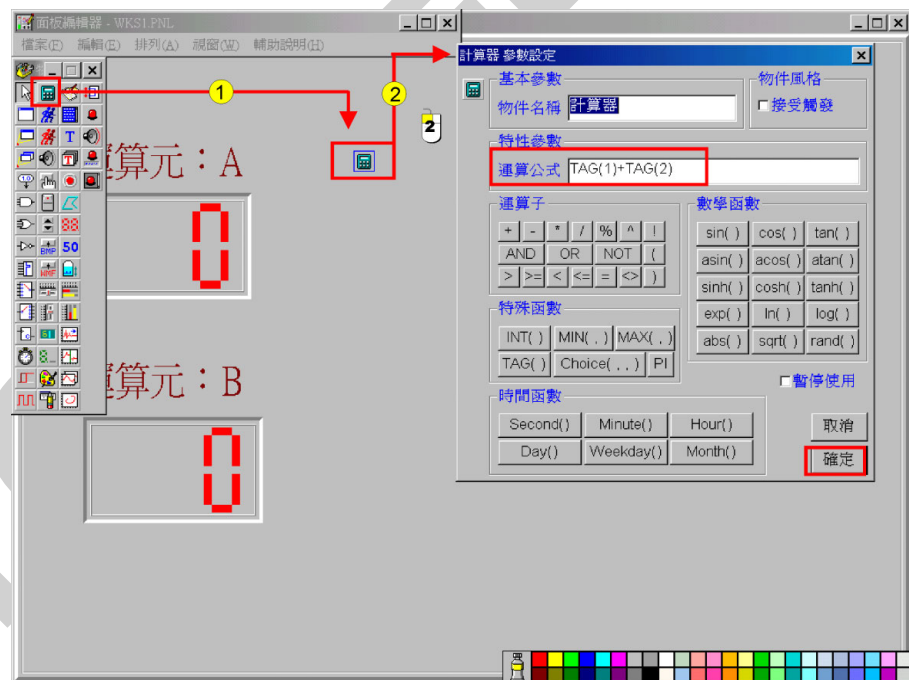 面板編輯器 - WKS1.PNL
檔案(F) 編輯(E) 排列(A) 視窗(W) 輔助說明(H)
1
2
2
運算元：A
0
運算元：B
0
T
T
88
BMP 50
WMF
計算器 參數設定
基本參數
物件名稱 計算器
物件風格
接受觸發
特性參數
運算公式 TAG(1)+TAG(2)
運算子
+ - * / % ^ !
AND OR NOT (
> >= < <= = <> )
特殊函數
INT( ) MIN( , ) MAX( , )
TAG( ) Choice( , , ) PI
數學函數
sin( ) cos( ) tan( )
asin( ) acos( ) atan( )
sinh( ) cosh( ) tanh( )
exp( ) ln( ) log( )
abs( ) sqrt( ) rand( )
暫停使用
時間函數
Second() Minute() Hour()
Day() Weekday() Month()
取消
確定